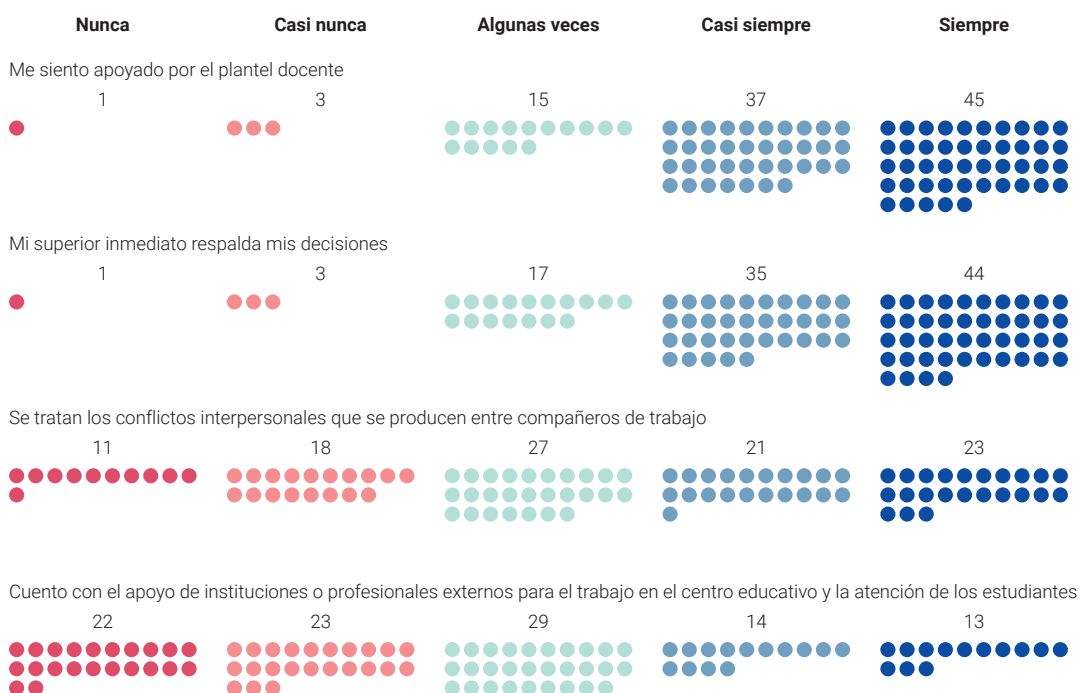 Nunca Casi nunca Algunas veces Casi siempre Siempre
Me siento apoyado por el plantel docente
1 3 15 37 45
Mi superior inmediato respalda mis decisiones
1 3 17 35 44
Se tratan los conflictos interpersonales que se producen entre compañeros de trabajo
11 18 27 21 23
Cuento con el apoyo de instituciones o profesionales externos para el trabajo en el centro educativo y la atención de los estudiantes
22 23 29 14 13